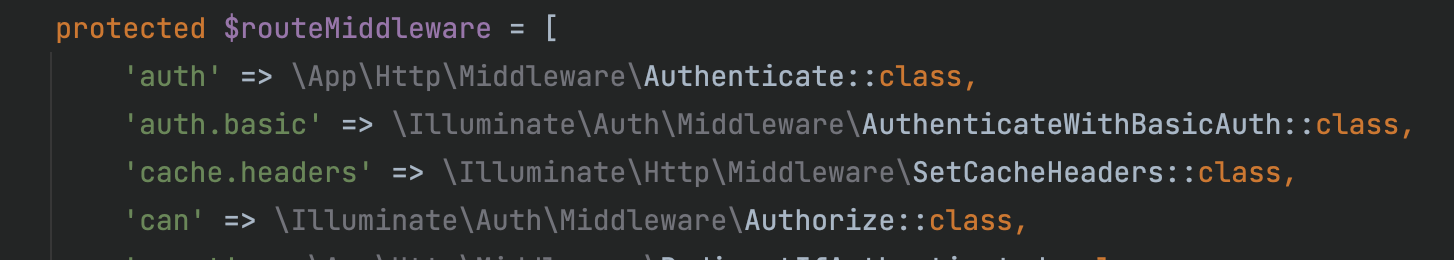 protected $routeMiddleware = [
'auth' => \App\Http\Middleware\Authenticate::class,
'auth.basic' => \Illuminate\Auth\Middleware\AuthenticateWithBasicAuth::class,
'cache.headers' => \Illuminate\Http\Middleware\SetCacheHeaders::class,
'can' => \Illuminate\Auth\Middleware\Authorize::class,